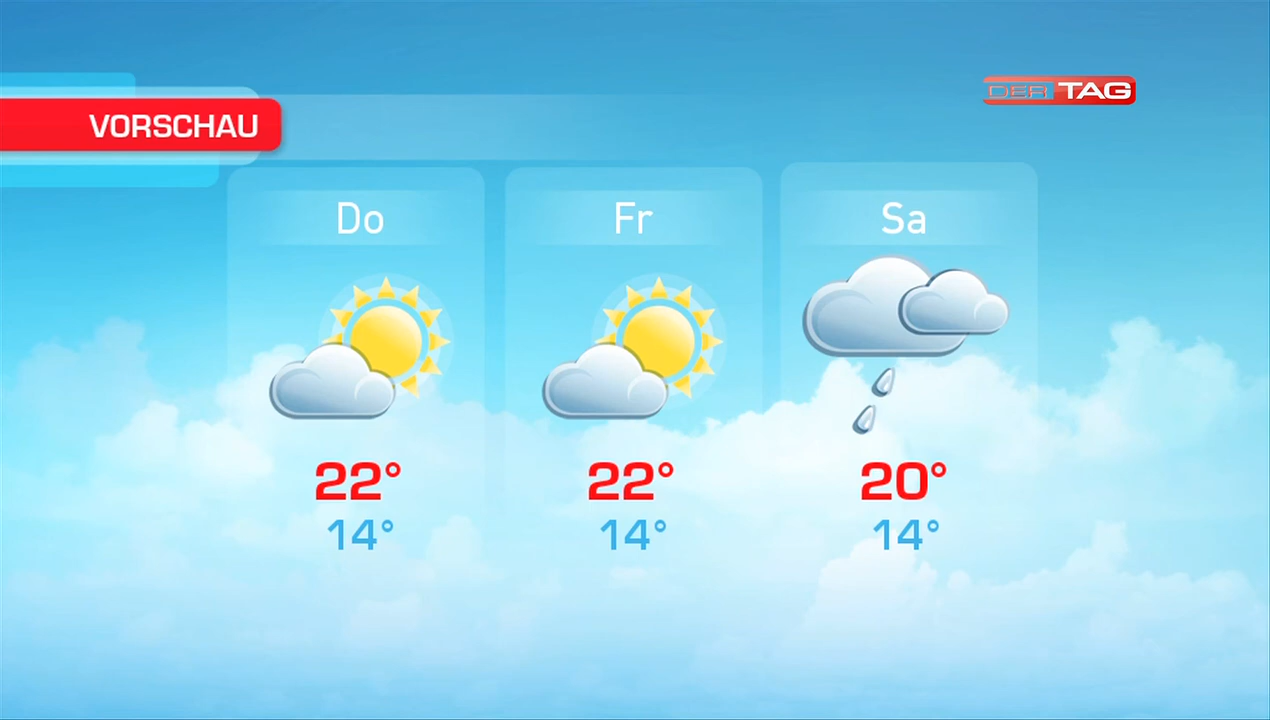 DER TAG
VORSCHAU
Do Fr Sa
22° 22° 20°
14° 14° 14°